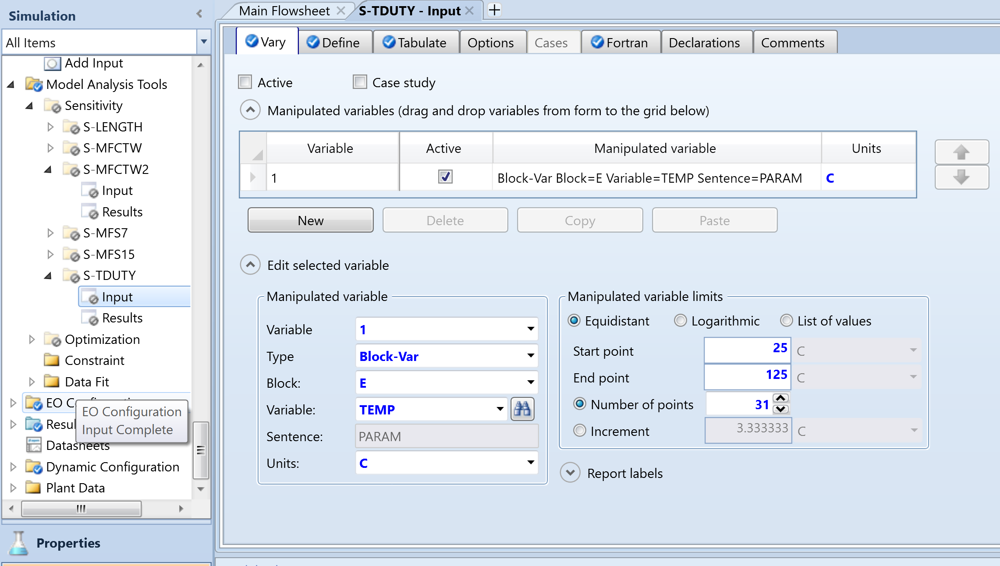 Simulation
All Items
Add Input
Model Analysis Tools
Sensitivity
S-LENGTH
S-MFCTW
S-MFCTW2
Input
Results
S-MFS7
S-MFS15
S-TDUTY
Input
Results
Optimization
Constraint
Data Fit
EO C
EO Configuration
Input Complete
Resul
Datasheets
Dynamic Configuration
Plant Data
Properties
Main Flowsheet
S-TDUTY - Input
Vary Define Tabulate Options Cases Fortran Declarations Comments
Active Case study
Manipulated variables (drag and drop variables from form to the grid below)
Variable Active Manipulated variable Units
1 Block-Var Block=E Variable=TEMP Sentence=PARAM C
New Delete Copy Paste
Edit selected variable
Manipulated variable
Variable 1
Type Block-Var
Block: E
Variable: TEMP
Sentence: PARAM
Units: C
Manipulated variable limits
Equidistant Logarithmic List of values
Start point 25 C
End point 125 C
Number of points 31
Increment 3.333333 C
Report labels